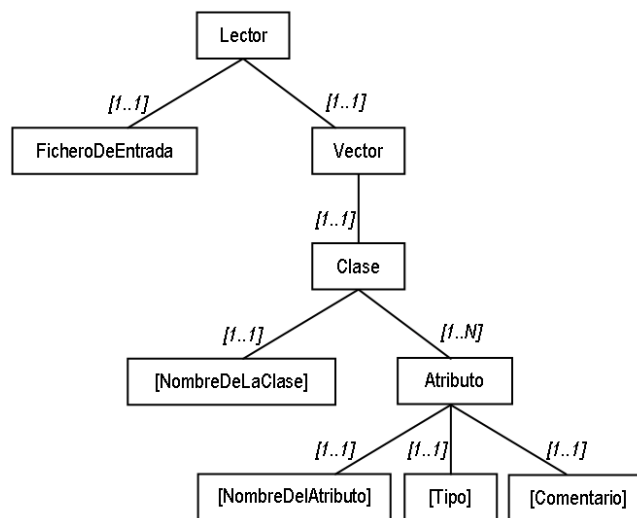 Lector
[1..1] [1..1]
FicheroDeEntrada Vector
[1..1]
Clase
[1..1] [1..N]
[NombreDeLaClase] Atributo
[1..1] [1..1] [1..1]
[NombreDelAtributo] [Tipo] [Comentario]